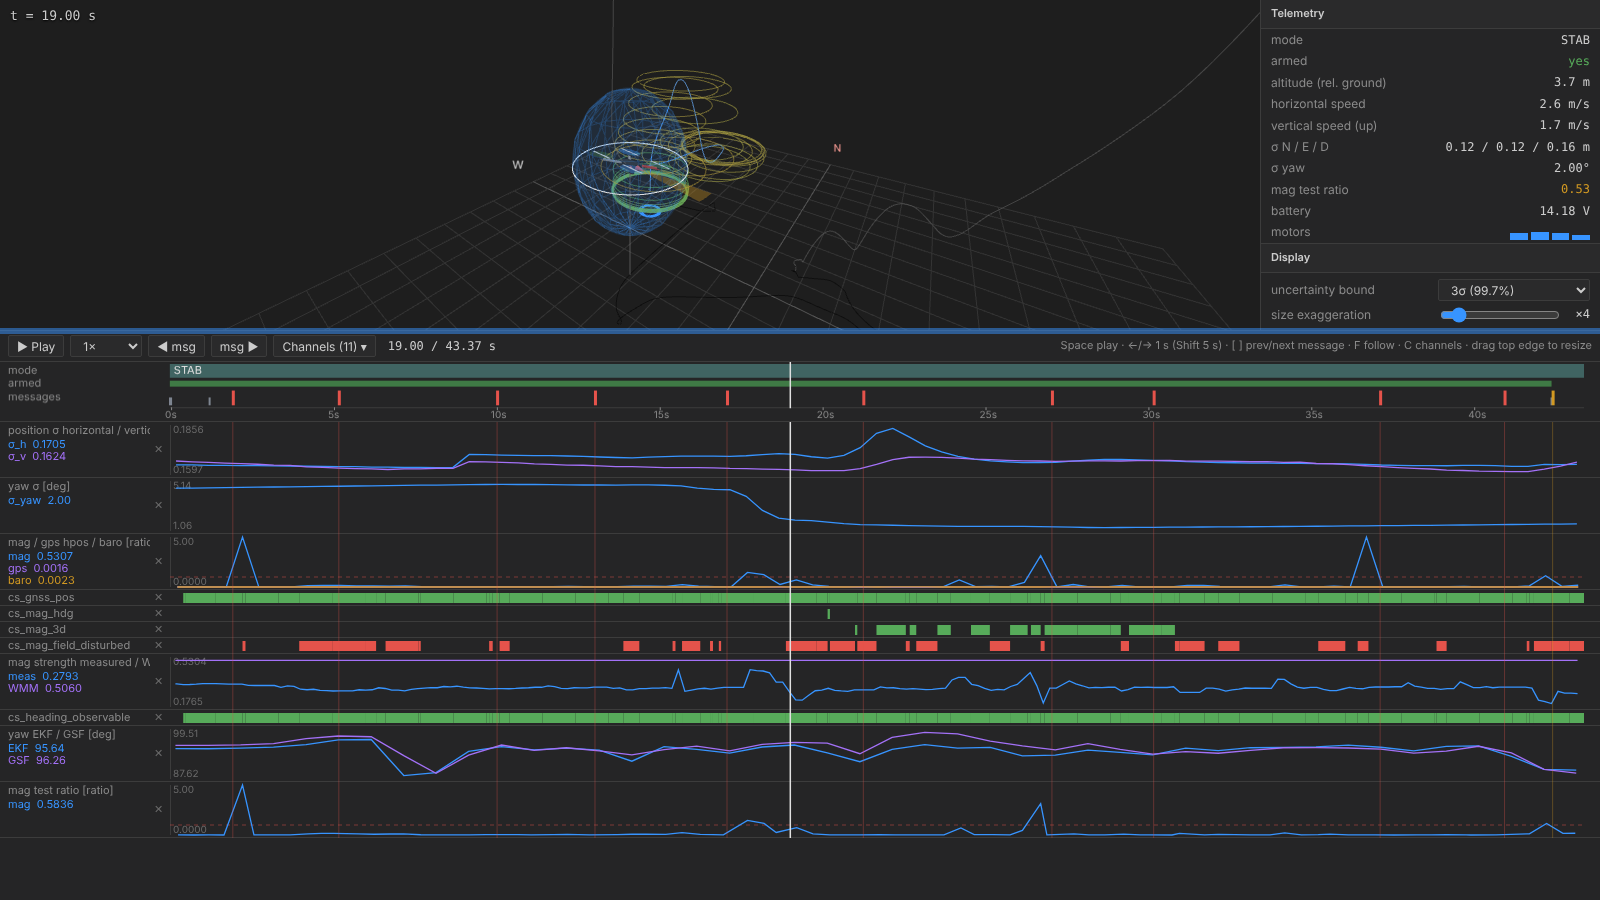 t = 19.00 s
W
N
Telemetry
mode STAB
armed yes
altitude (rel. ground) 3.7 m
horizontal speed 2.6 m/s
vertical speed (up) 1.7 m/s
σ N / E / D 0.12 / 0.12 / 0.16 m
σ yaw 2.00°
mag test ratio 0.53
battery 14.18 V
motors
Display
uncertainty bound 3σ (99.7%)
size exaggeration ×4
▶ Play 1× ◀ msg msg ▶ Channels (11) ▾ 19.00 / 43.37 s Space play · ←/→ 1 s (Shift 5 s) · [ ] prev/next message · F follow · C channels · drag top edge to resize
mode STAB
armed
messages
0s 5s 10s 15s 20s 25s 30s 35s 40s
position σ horizontal / vertic 0.1856
σ_h 0.1705 ×
σ_v 0.1624
0.1597
yaw σ [deg] 5.14
σ_yaw 2.00 ×
1.06
mag / gps hpos / baro [ratio 5.00
mag 0.5307 ×
gps 0.0016
baro 0.0023 0.0000
cs_gnss_pos ×
cs_mag_hdg ×
cs_mag_3d ×
cs_mag_field_disturbed ×
mag strength measured / W 0.5304
meas 0.2793 ×
WMM 0.5060
0.1765
cs_heading_observable ×
yaw EKF / GSF [deg] 99.51
EKF 95.64 ×
GSF 96.26
87.62
mag test ratio [ratio] 5.00
mag 0.5836 ×
0.0000